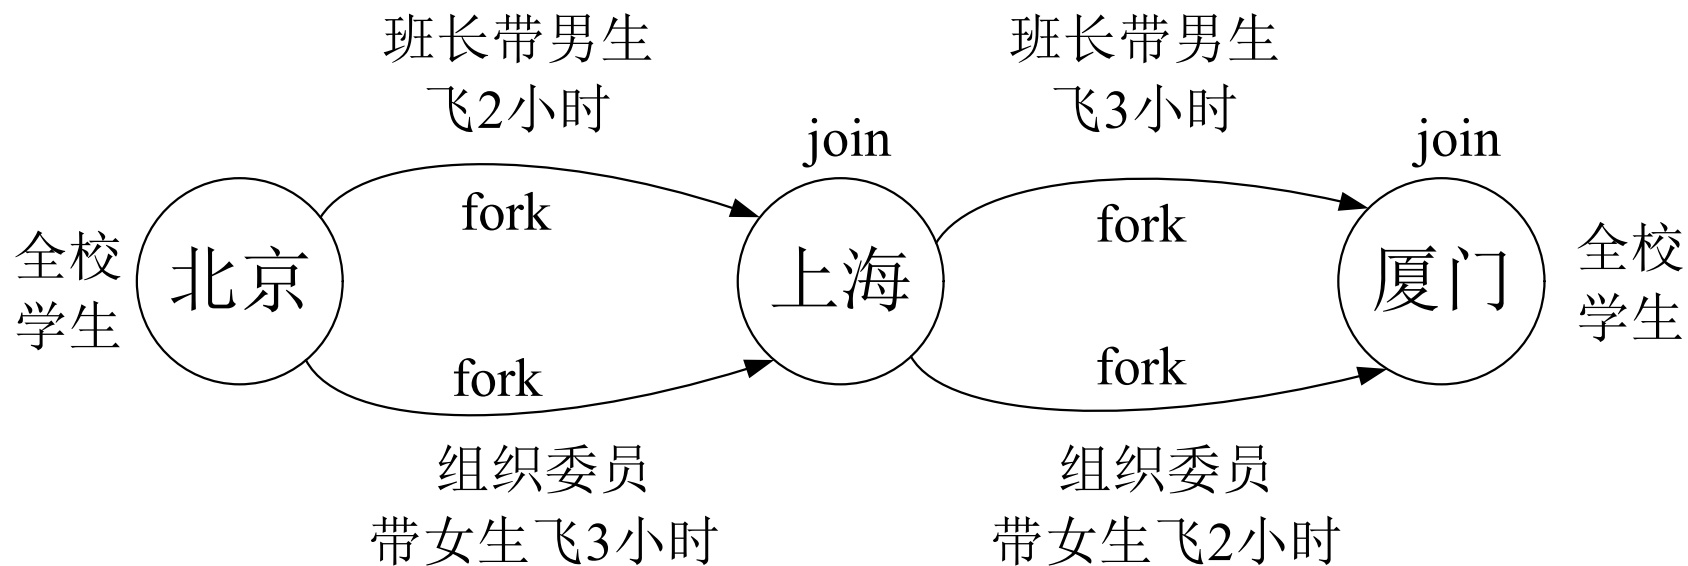 班长带男生
飞2小时
班长带男生
飞3小时
join
join
fork
fork
全校
学生
北京
上海
厦门
全校
学生
fork
fork
组织委员
带女生飞3小时
组织委员
带女生飞2小时